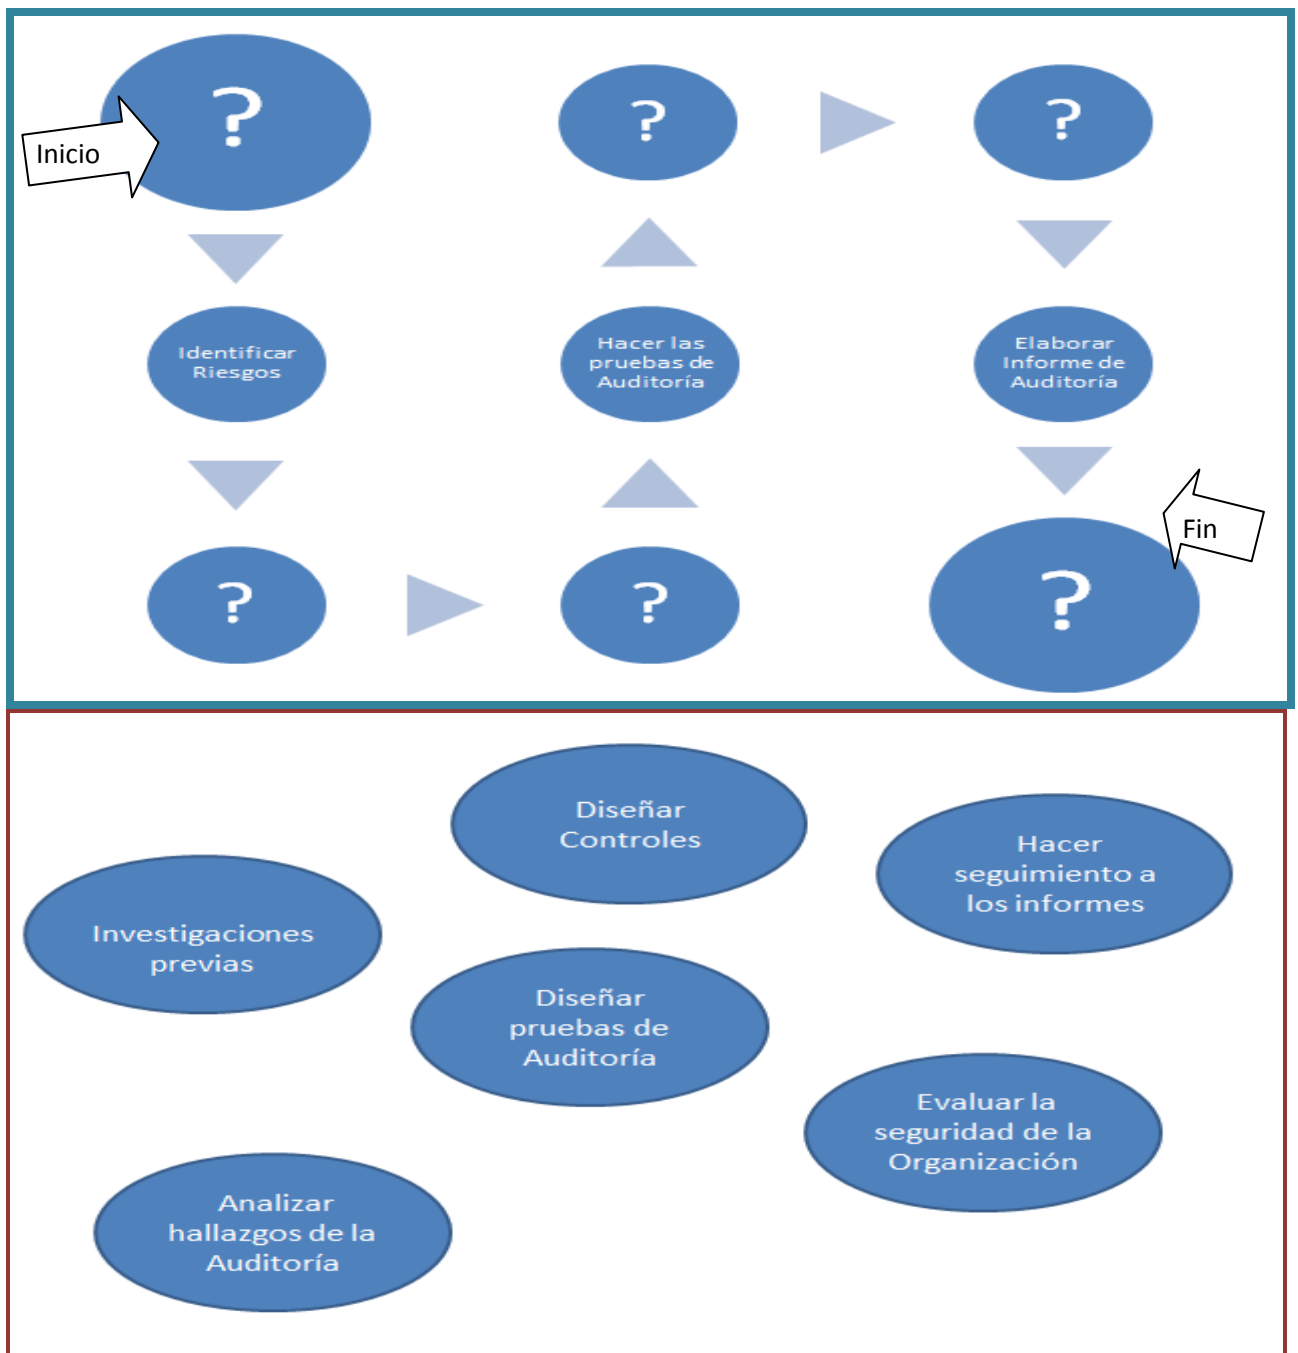 ?
?
?
Inicio
Identificar
Riesgos
Hacer las
pruebas de
Auditoría
Elaborar
Informe de
Auditoría
?
?
?
Fin
Diseñar
Controles
Hacer
seguimiento a
los informes
Investigaciones
previas
Diseñar
pruebas de
Auditoría
Evaluar la
seguridad de la
Organización
Analizar
hallazgos de la
Auditoría